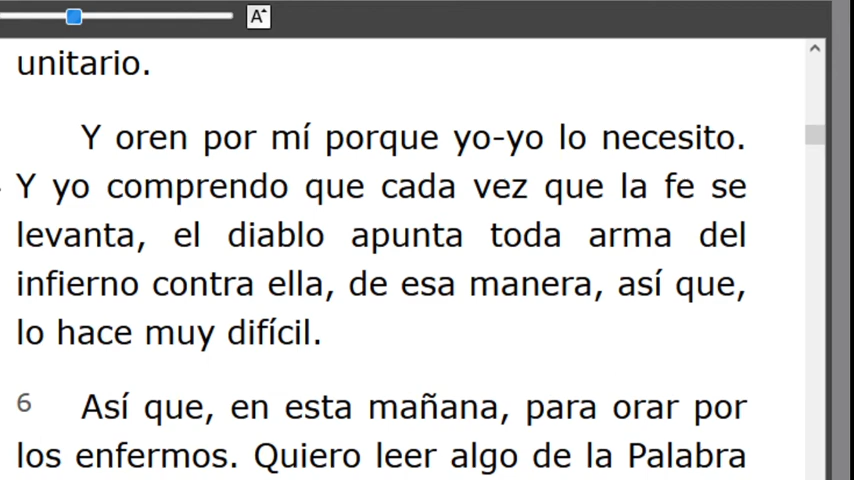 A
unitario.
Y oren por mí porque yo-yo lo necesito.
Y yo comprendo que cada vez que la fe se
levanta, el diablo apunta toda arma del
infierno contra ella, de esa manera, así que,
lo hace muy difícil.
6 Así que, en esta mañana, para orar por
los enfermos. Quiero leer algo de la Palabra